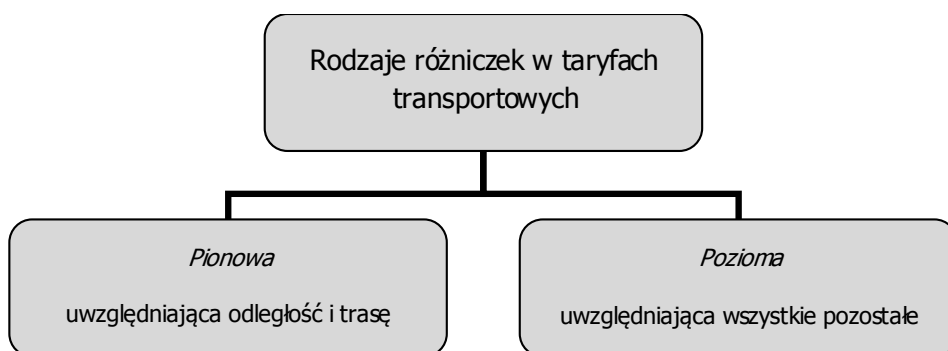 Rodzaje różniczek w taryfach
transportowych
Pionowa
uwzględniająca odległość i trasę
Pozioma
uwzględniająca wszystkie pozostałe